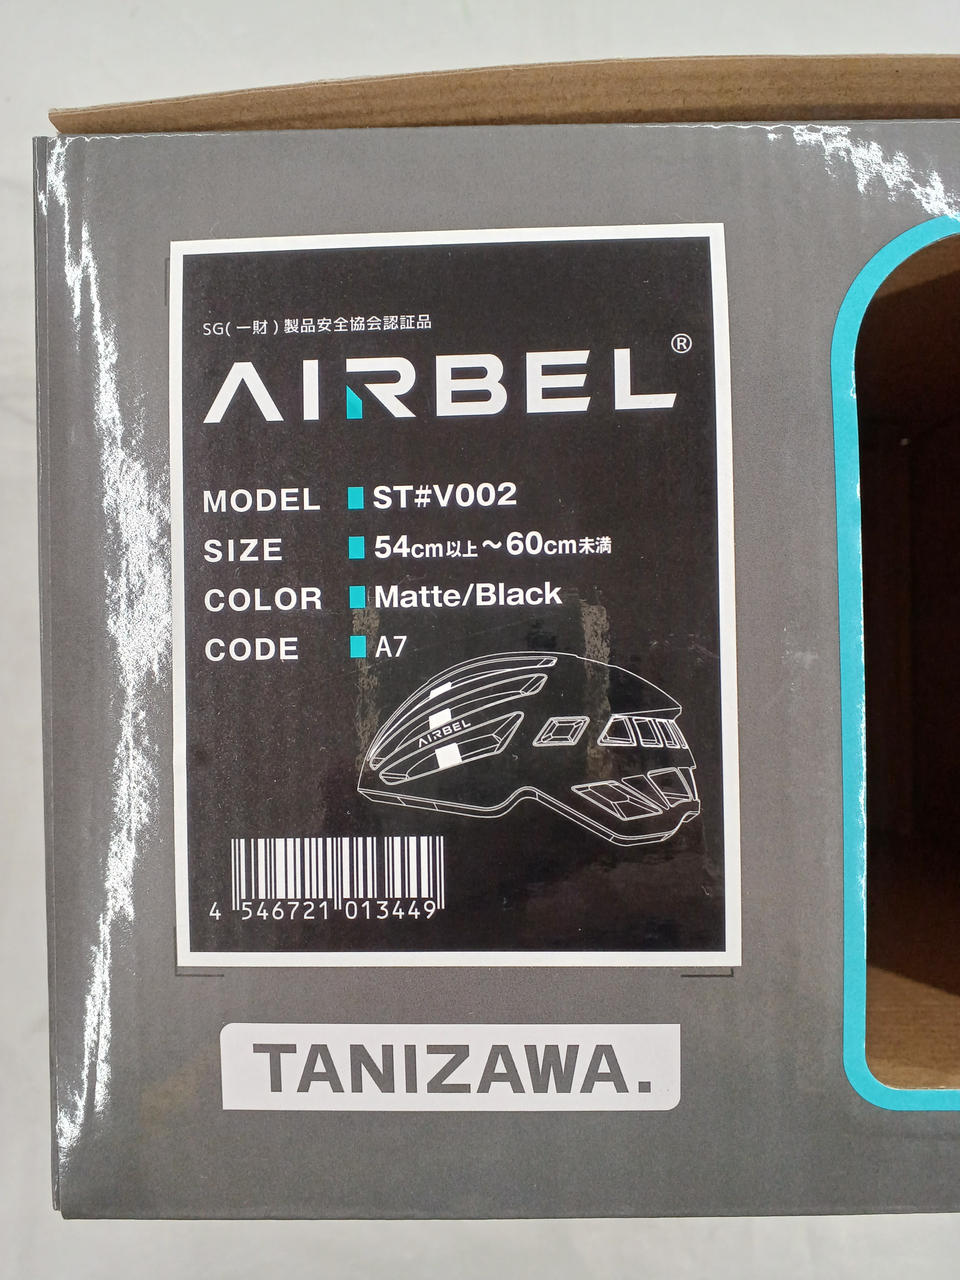 SG(一財)製品安全協会認証品
AIRBEL®
MODEL ST#V002
SIZE 54cm以上～60cm未満
COLOR Matte/Black
CODE A7
AIRBEL
4 546721 013449
TANIZAWA.